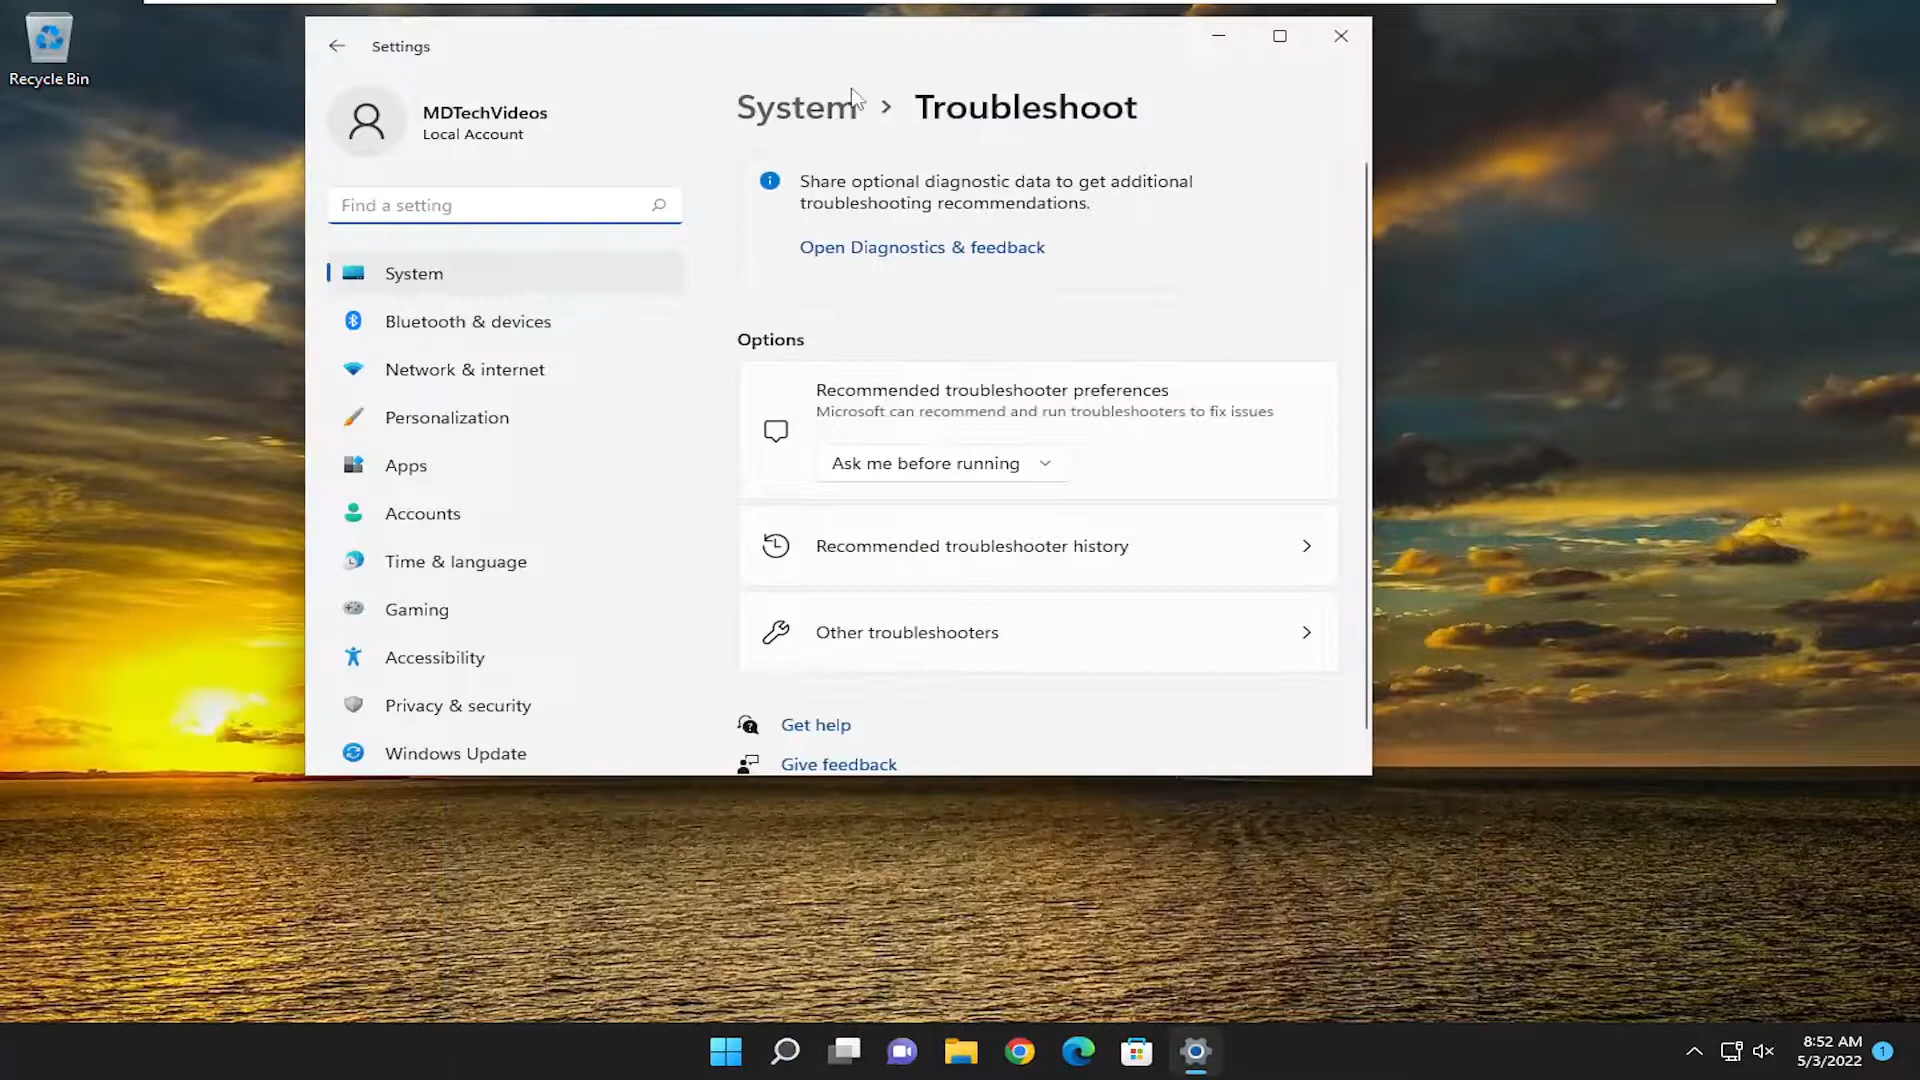 Recycle Bin
Settings
MDTechVideos
Local Account
Find a setting
System
Bluetooth & devices
Network & internet
Personalization
Apps
Accounts
Time & language
Gaming
Accessibility
Privacy & security
Windows Update
System > Troubleshoot
Share optional diagnostic data to get additional
troubleshooting recommendations.
Open Diagnostics & feedback
Options
Recommended troubleshooter preferences
Microsoft can recommend and run troubleshooters to fix issues
Ask me before running
Recommended troubleshooter history
Other troubleshooters
Get help
Give feedback
8:52 AM
5/3/2022
1